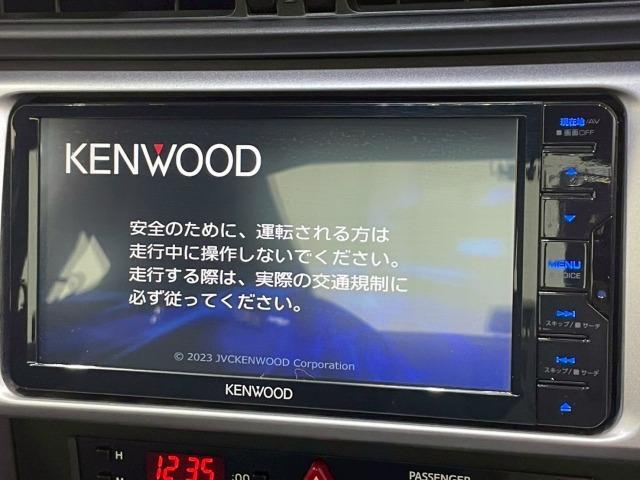 KENWOOD
安全のために、運転される方は
走行中に操作しないでください。
走行する際は、実際の交通規制に
必ず従ってください。
© 2023 JVCKENWOOD Corporation
KENWOOD
現在地/AV
■ 画面OFF
MENU
スキップ/■ サーチ
スキップ/■ サーチ
H
12:35
PASSENGER